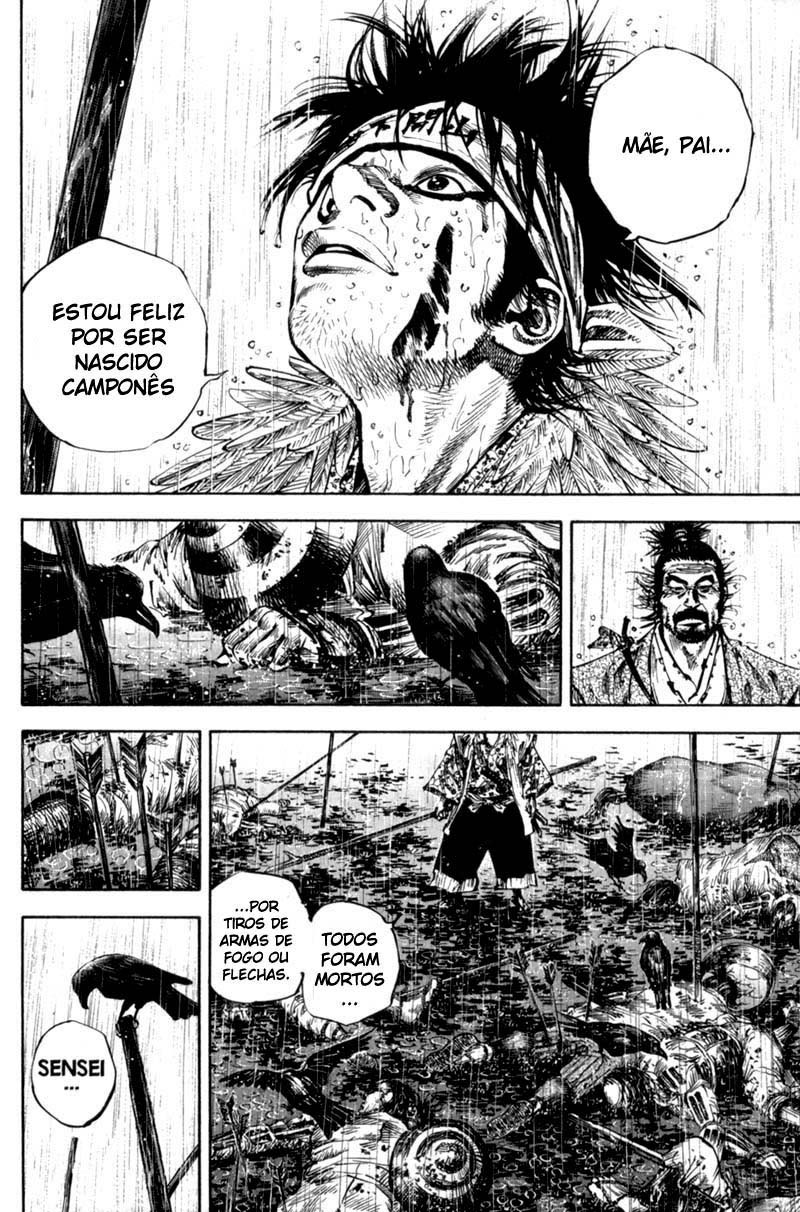 MÃE, PAI...
ESTOU FELIZ
POR SER
NASCIDO
CAMPONÊS
TODOS
FORAM
MORTOS
...
...POR
TIROS DE
ARMAS DE
FOGO OU
FLECHAS.
SENSEI
...